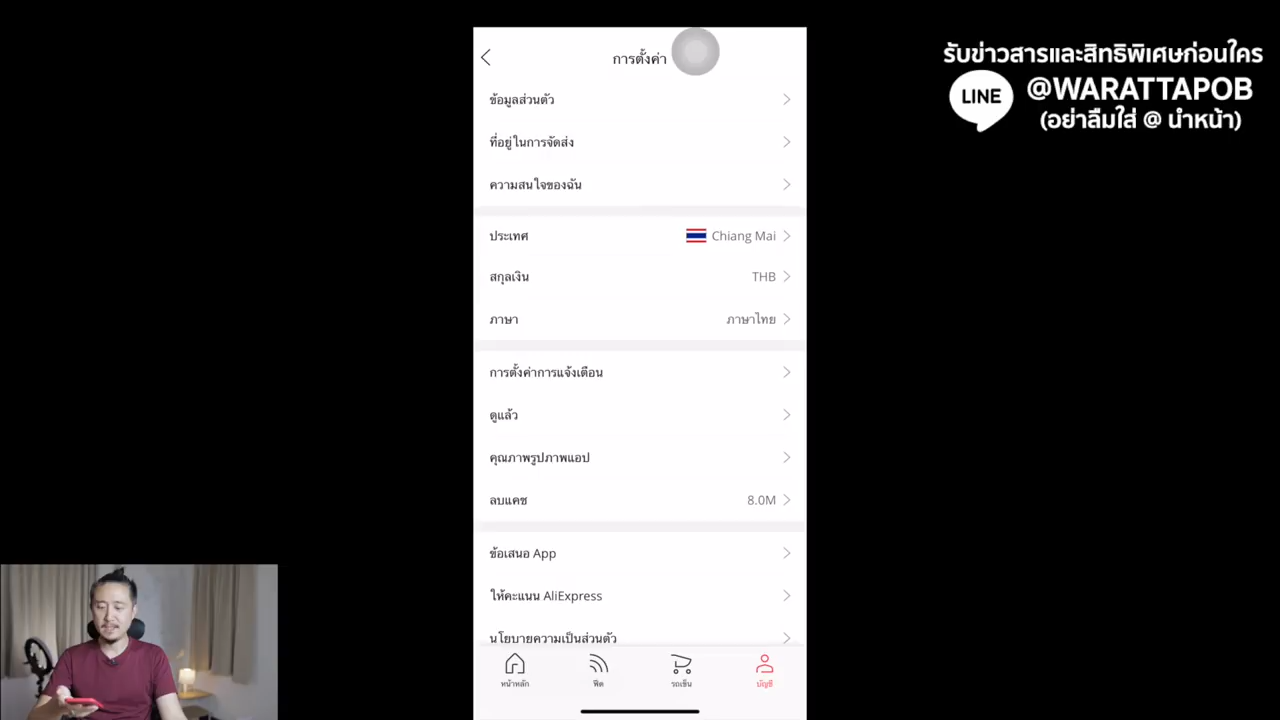 การตั้งค่า
ข้อมูลส่วนตัว
ที่อยู่ในการจัดส่ง
ความสนใจของฉัน
ประเทศ Chiang Mai
สกุลเงิน THB
ภาษา ภาษาไทย
การตั้งค่าการแจ้งเตือน
ดูแล้ว
คุณภาพรูปภาพแอป
ลบแคช 8.0M
ข้อเสนอ App
ให้คะแนน AliExpress
นโยบายความเป็นส่วนตัว
หน้าหลัก ฟีด รถเข็น บัญชี
รับข่าวสารและสิทธิพิเศษก่อนใคร
LINE @WARATTAPOB
(อย่าลืมใส่ @ นำหน้า)